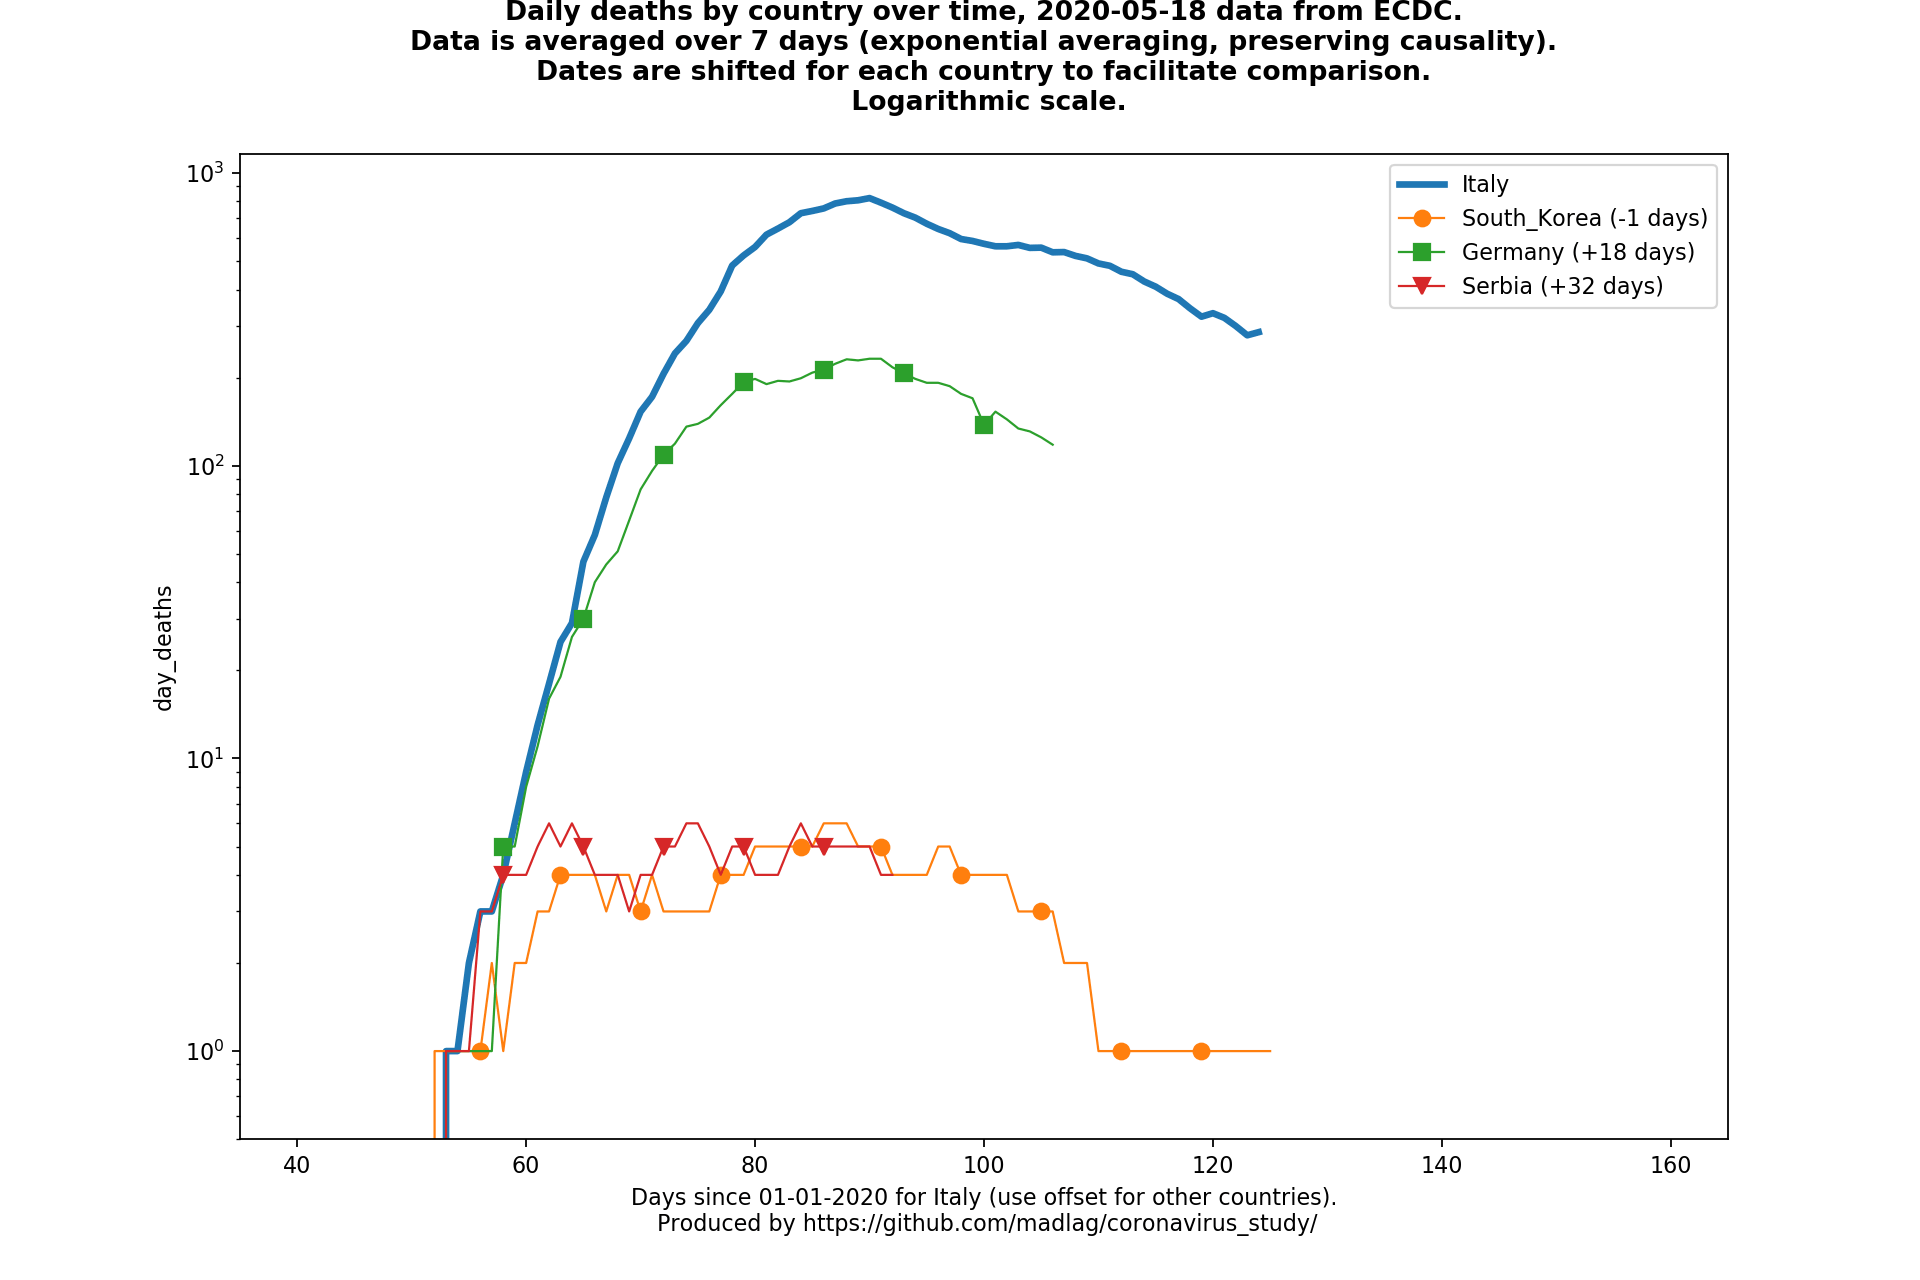 Daily deaths by country over time, 2020-05-18 data from ECDC.
Data is averaged over 7 days (exponential averaging, preserving causality).
Dates are shifted for each country to facilitate comparison.
Logarithmic scale.
10³
10²
10¹
10⁰
day_deaths
Italy
South_Korea (-1 days)
Germany (+18 days)
Serbia (+32 days)
40 60 80 100 120 140 160
Days since 01-01-2020 for Italy (use offset for other countries).
Produced by https://github.com/madlag/coronavirus_study/